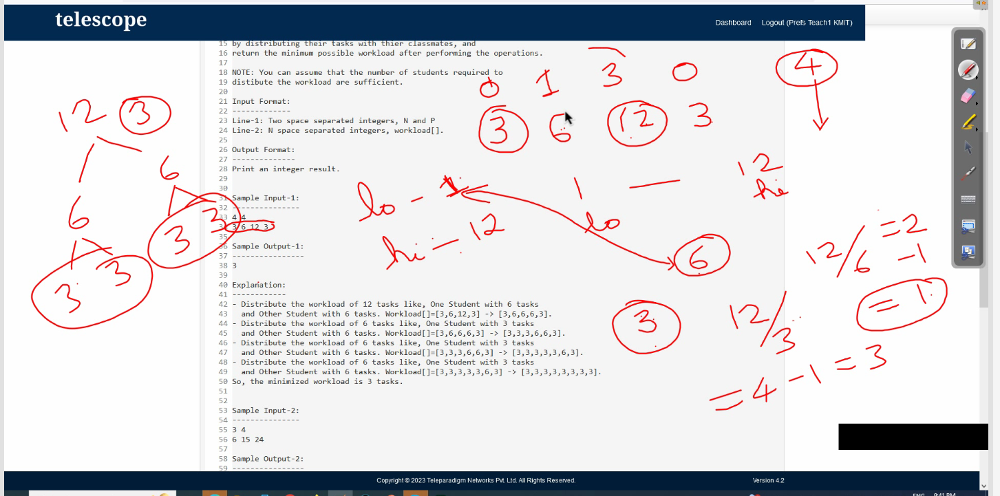 telescope
Dashboard Logout (Prefs Teach1 KMIT)
15 by distributing their tasks with thier classmates, and
16 return the minimum possible workload after performing the operations.
17
18 NOTE: You can assume that the number of students required to
19 distibute the workload are sufficient.
20
21 Input Format:
22 -------------
23 Line-1: Two space separated integers, N and P
24 Line-2: N space separated integers, workload[].
25
26 Output Format:
27 --------------
28 Print an integer result.
29
30
31 Sample Input-1:
32 ---------------
33 4 4
34 3 6 12 3
35
36 Sample Output-1:
37 ----------------
38 3
39
40 Explanation:
41 ------------
42 - Distribute the workload of 12 tasks like, One Student with 6 tasks
43 and Other Student with 6 tasks. Workload[]=[3,6,12,3] -> [3,6,6,6,3].
44 - Distribute the workload of 6 tasks like, One Student with 3 tasks
45 and Other Student with 6 tasks. Workload[]=[3,6,6,6,3] -> [3,3,3,6,6,3].
46 - Distribute the workload of 6 tasks like, One Student with 3 tasks
47 and Other Student with 6 tasks. Workload[]=[3,3,3,6,6,3] -> [3,3,3,3,3,6,3].
48 - Distribute the workload of 6 tasks like, One Student with 3 tasks
49 and Other Student with 6 tasks. Workload[]=[3,3,3,3,3,6,3] -> [3,3,3,3,3,3,3,3].
50 So, the minimized workload is 3 tasks.
51
52
53 Sample Input-2:
54 ---------------
55 3 4
56 6 15 24
57
58 Sample Output-2:
59 ----------------
12 3
6 6
3 3 3 3
0 1 3 0 4
3 6 12 3
lo - 1
hi - 12
1 — 12
lo hi
6
12/6 = 2
-1
= 1
3
12/3
= 4 - 1 = 3
Copyright © 2023 Teleparadigm Networks Pvt. Ltd. All Rights Reserved. Version 4.2
ENG 9:41 PM